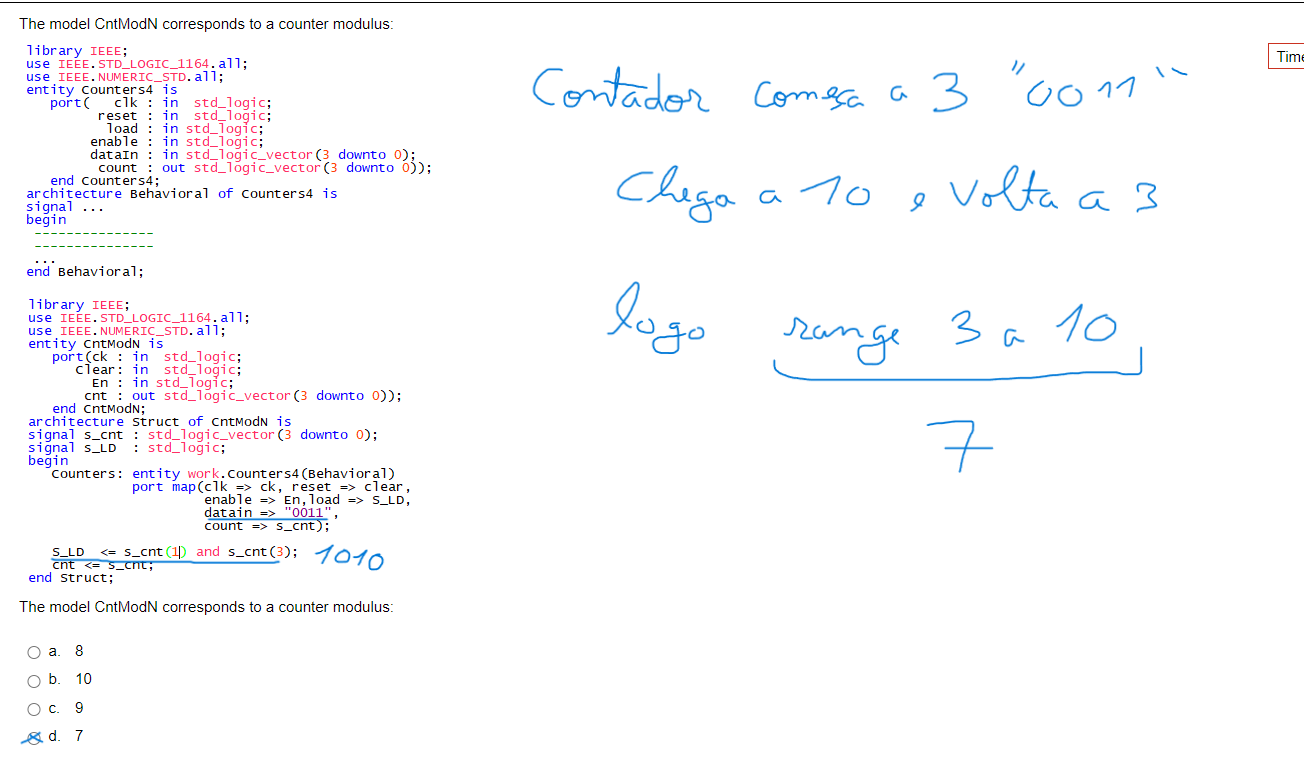 The model CntModN corresponds to a counter modulus:
library IEEE;
use IEEE.STD_LOGIC_1164.all;
use IEEE.NUMERIC_STD.all;
entity Counters4 is
port( clk : in std_logic;
reset : in std_logic;
load : in std_logic;
enable : in std_logic;
dataIn : in std_logic_vector(3 downto 0);
count : out std_logic_vector(3 downto 0));
end Counters4;
architecture Behavioral of Counters4 is
signal ...
begin
---------------
---------------
...
end Behavioral;
library IEEE;
use IEEE.STD_LOGIC_1164.all;
use IEEE.NUMERIC_STD.all;
entity CntModN is
port(ck : in std_logic;
Clear: in std_logic;
En : in std_logic;
cnt : out std_logic_vector(3 downto 0));
end CntModN;
architecture Struct of CntModN is
signal s_cnt : std_logic_vector(3 downto 0);
signal s_LD : std_logic;
begin
Counters: entity work.Counters4(Behavioral)
port map(clk => ck, reset => clear,
enable => En,load => S_LD,
datain => "0011",
count => s_cnt);
S_LD <= s_cnt(1) and s_cnt(3); 1010
cnt <= s_cnt;
end Struct;
The model CntModN corresponds to a counter modulus:
a. 8
b. 10
c. 9
d. 7
Time
Contador começa a 3 "0011"
Chega a 10 e volta a 3
logo range 3 a 10
7